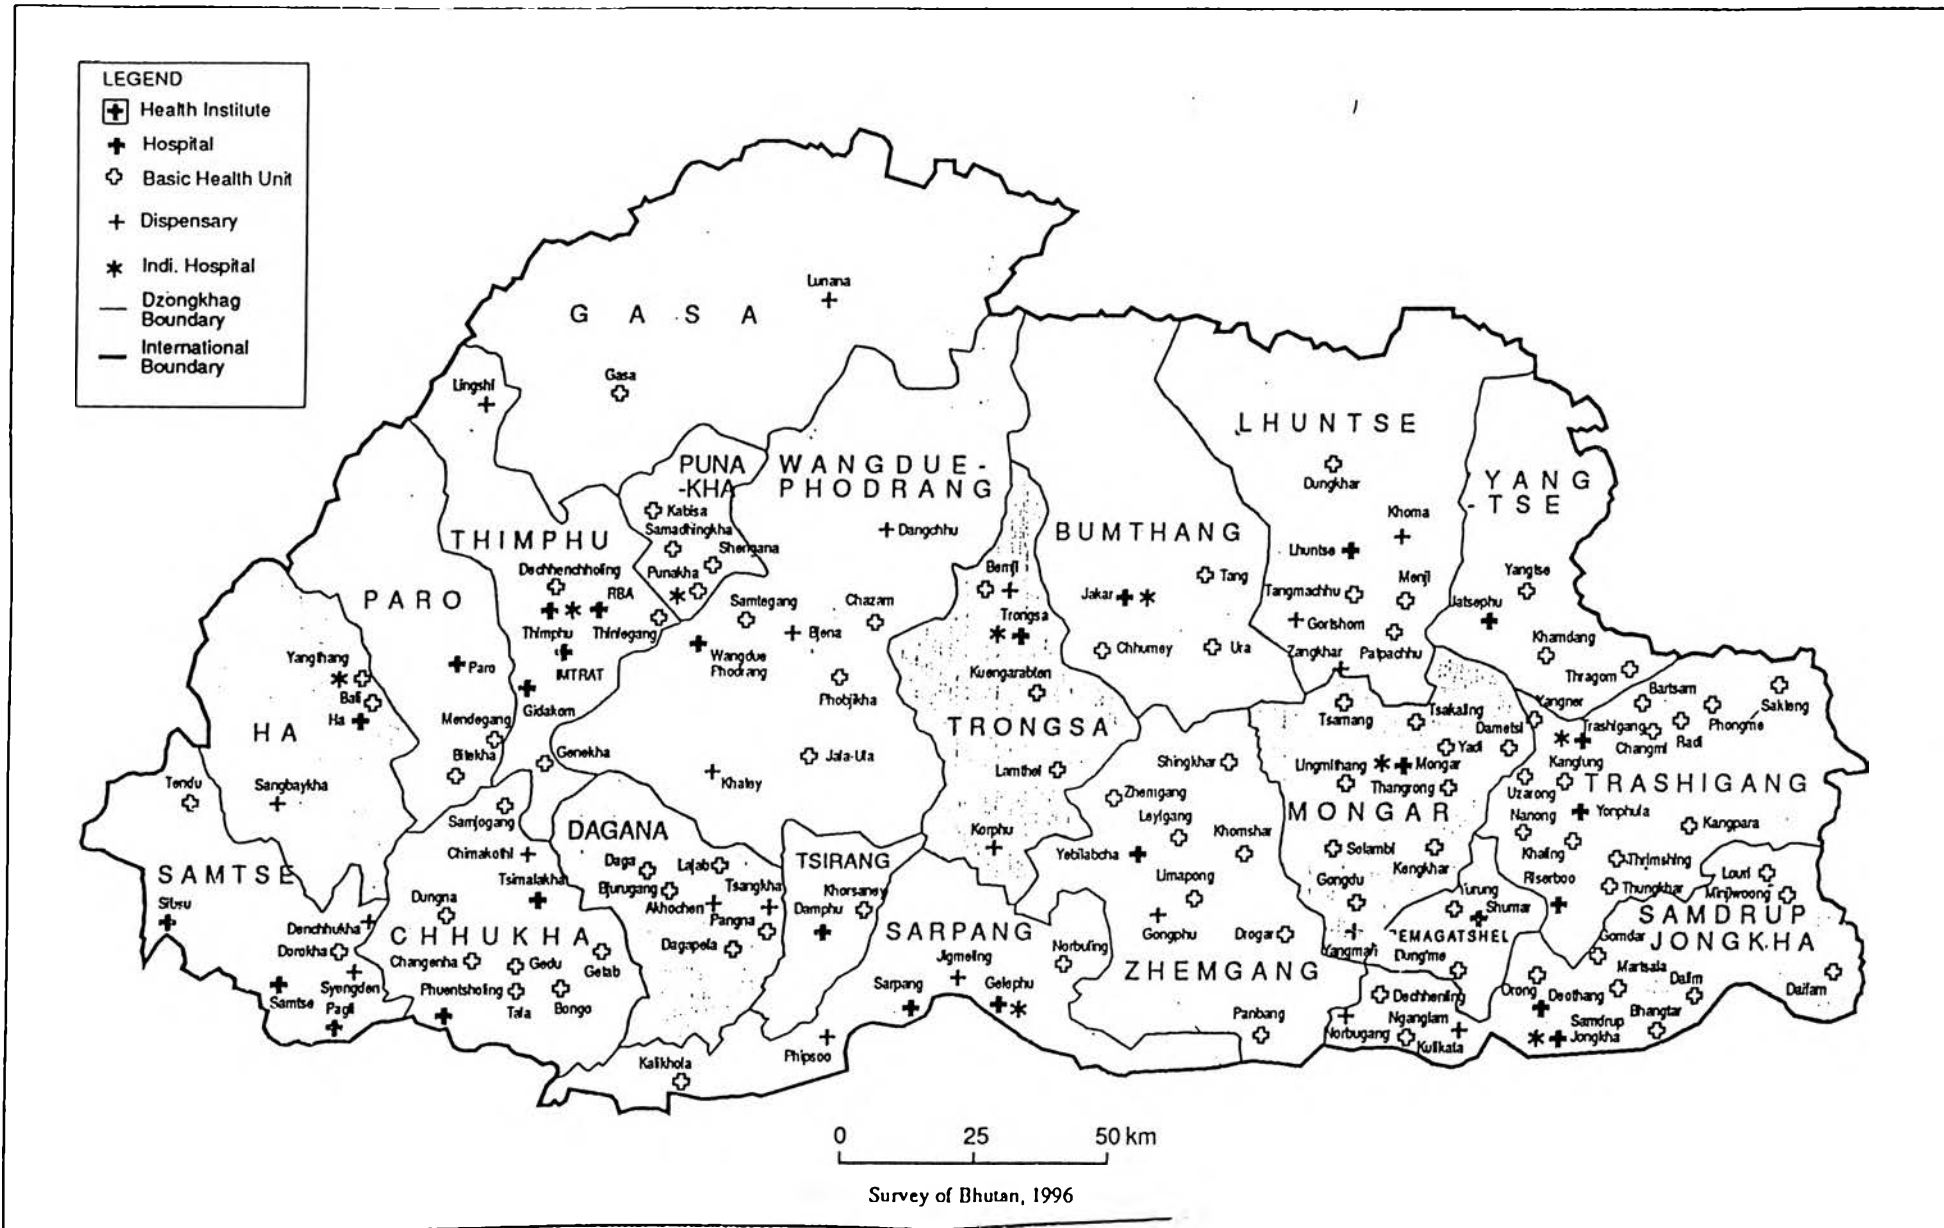 LEGEND
Health Institute
Hospital
Basic Health Unit
Dispensary
Indi. Hospital
Dzongkhag
Boundary
International
Boundary
Lunana
GASA
Gasa
Lingshi
LHUNTSE
Dungkhar
Khoma
Lhuntse
Menji
Tangmachhu
Gortshom
Patpachhu
Zangkhar
YANG
-TSE
Yangtse
Jatsephu
Khamdang
Thragom
PUNA
-KHA
Kabisa
Samadhingkha
Shengana
Punakha
WANGDUE-
PHODRANG
Dangchhu
Samtegang
Chazam
Bjena
Wangdue
Phodrang
Phobjikha
Jala-Ula
Khaley
THIMPHU
Dechhenchholing
RBA
Thimphu
Thinlegang
IMTRAT
Gidakom
Genekha
PARO
Paro
Mendegang
Bitekha
HA
Yangthang
Bali
Ha
Sangbaykha
BUMTHANG
Tang
Jakar
Chhumey
Ura
TRONGSA
Bemji
Trongsa
Kuengarabten
Lamthel
Korphu
SAMTSE
Tendu
Sibsu
Denchhukha
Dorokha
Syengden
Samtse
Pagli
CHHUKHA
Samjogang
Chimakothi
Tsimalakha
Dungna
Changenha
Gedu
Getab
Phuentsholing
Tala
Bongo
DAGANA
Daga
Lajab
Bjurugang
Tsangkha
Akhochen
Pangna
Dagapela
TSIRANG
Khorsaney
Damphu
SARPANG
Jigmeling
Norbuling
Sarpang
Gelephu
Phipsoo
Kalikhola
ZHEMGANG
Shingkhar
Zhemgang
Leylgang
Khomshar
Yebilabcha
Limapong
Gongphu
Drogar
Panbang
MONGAR
Tsamang
Tsakaling
Yadi
Dametsi
Yangner
Ungmithang
Mongar
Thangrong
Selambi
Kengkhar
Gongdu
Yangmari
EMAGATSHEL
Yurung
Shumar
Dungme
TRASHIGANG
Bartsam
Sakteng
Trashigang
Changmi
Radi
Phongme
Kanglung
Uzarong
Yonphula
Nanong
Kangpara
Khaling
Thrimshing
Riserboo
Thungkhar
SAMDRUP
JONGKHA
Lauri
Minjiwoong
Gomdar
Martsala
Dalim
Daifam
Orong
Deothang
Bhangtar
Samdrup
Jongkha
Dechhenling
Nganglam
Norbugang
Kulikata
0 25 50 km
Survey of Bhutan, 1996